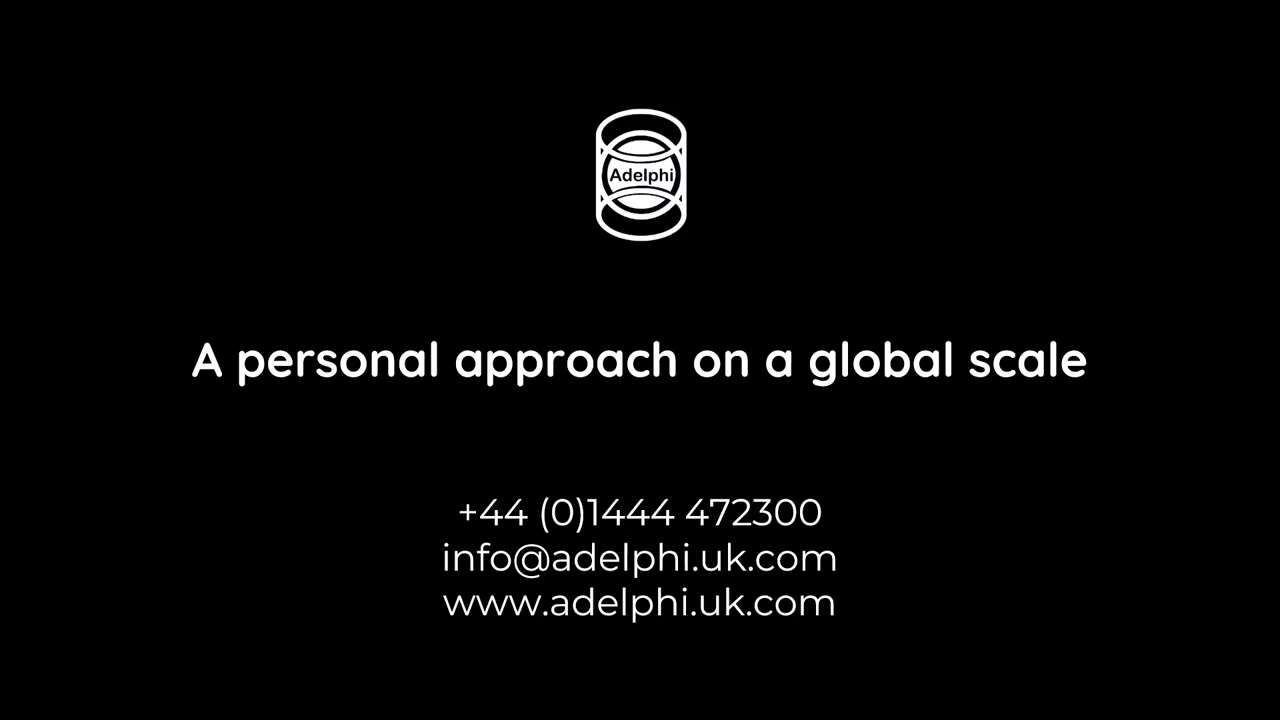 Adelphi
A personal approach on a global scale
+44 (0)1444 472300
info@adelphi.uk.com
www.adelphi.uk.com